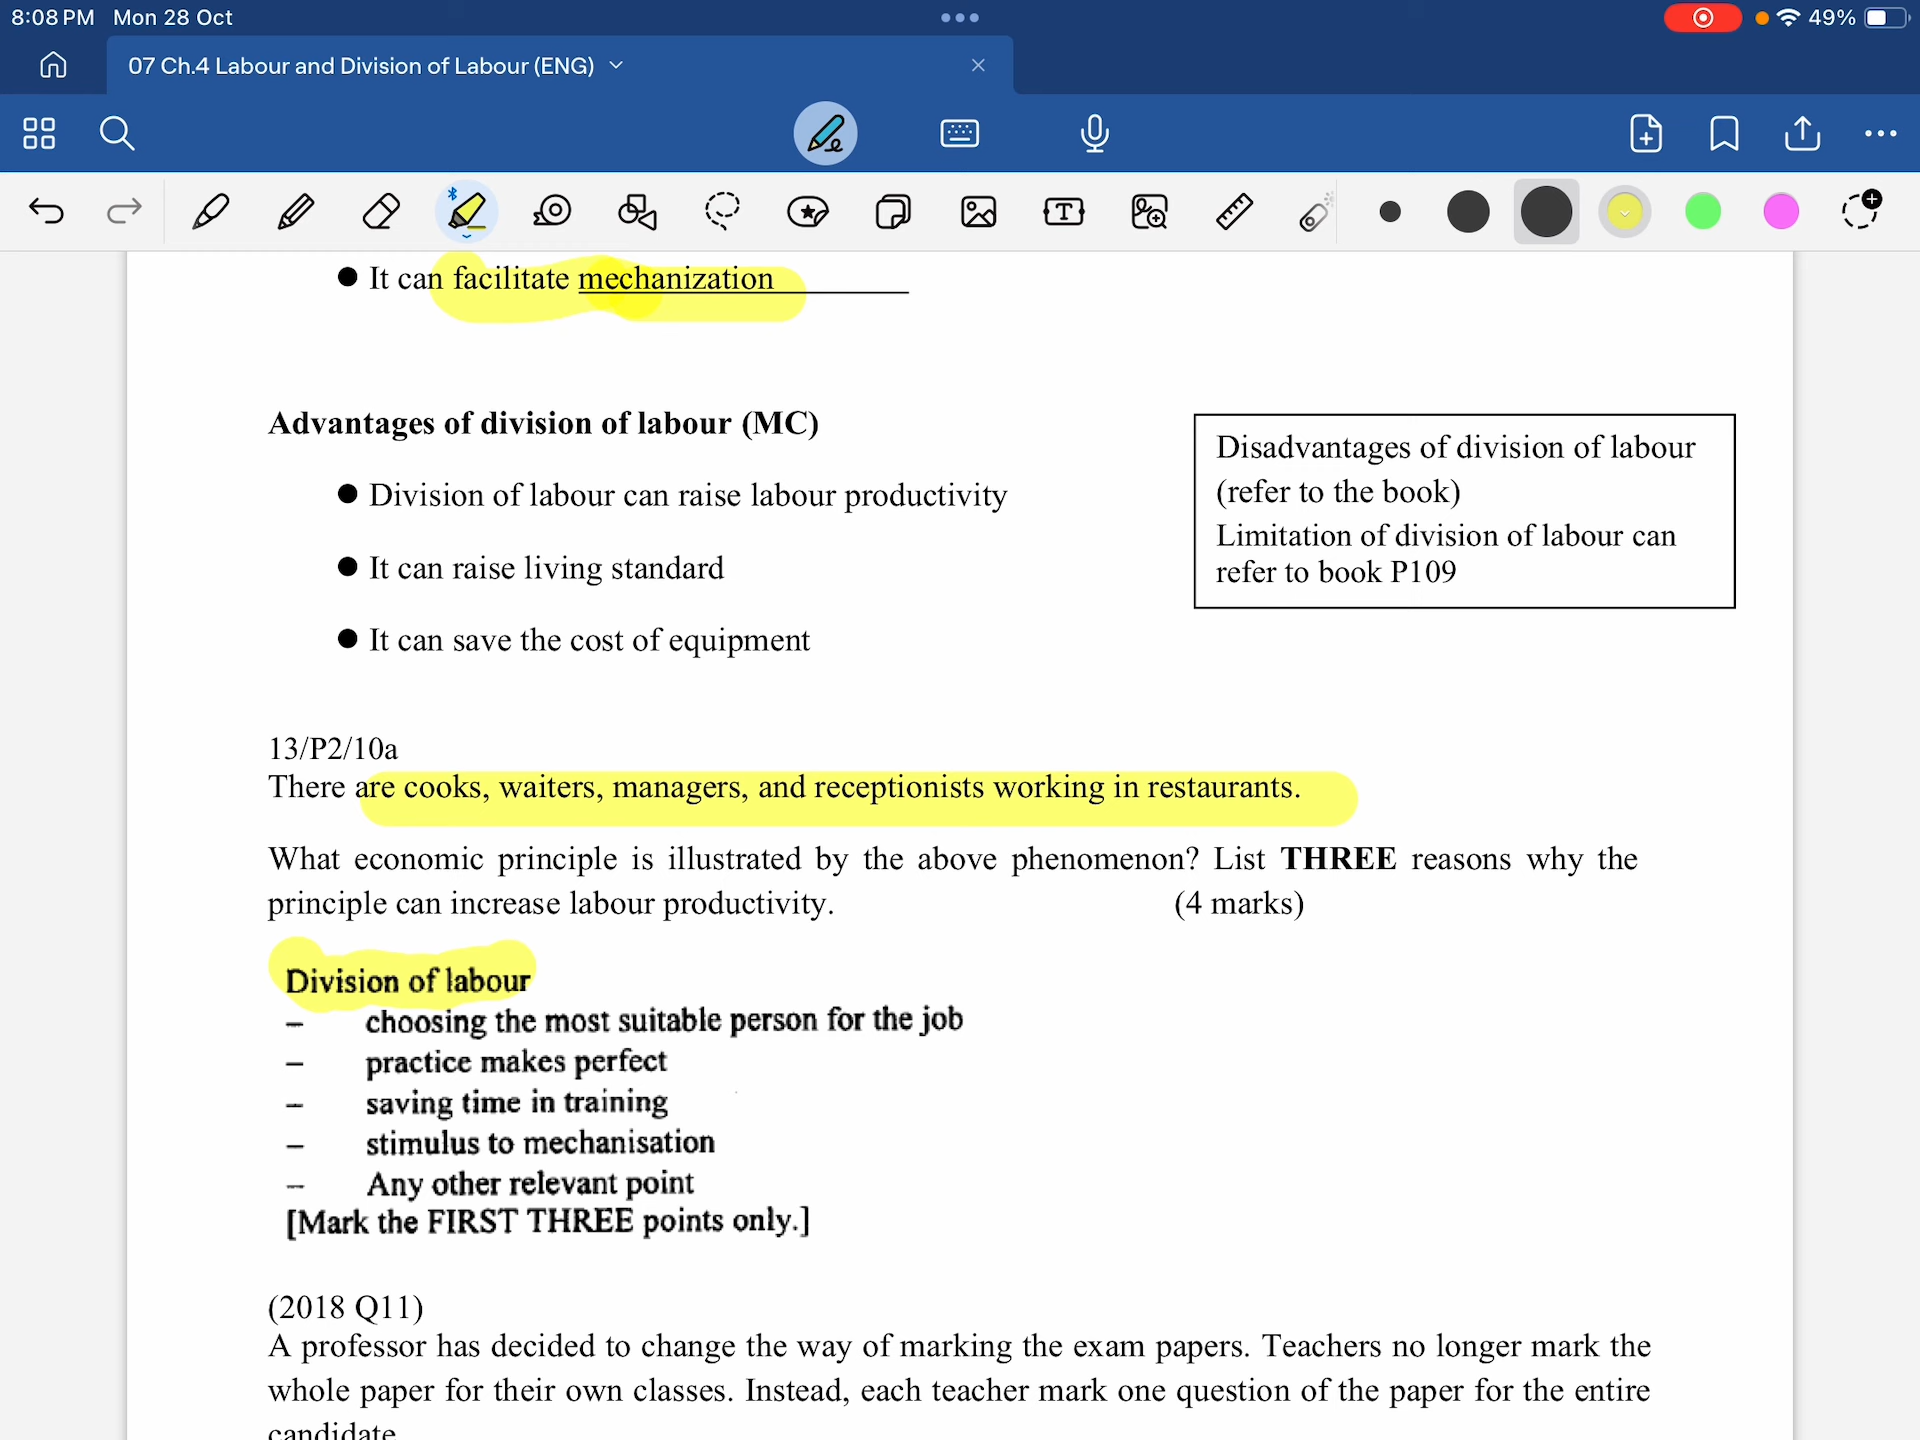 8:08 PM Mon 28 Oct
49%
07 Ch.4 Labour and Division of Labour (ENG)
● It can facilitate mechanization
Advantages of division of labour (MC)
● Division of labour can raise labour productivity
● It can raise living standard
● It can save the cost of equipment
Disadvantages of division of labour
(refer to the book)
Limitation of division of labour can
refer to book P109
13/P2/10a
There are cooks, waiters, managers, and receptionists working in restaurants.
What economic principle is illustrated by the above phenomenon? List THREE reasons why the
principle can increase labour productivity. (4 marks)
Division of labour
– choosing the most suitable person for the job
– practice makes perfect
– saving time in training
– stimulus to mechanisation
– Any other relevant point
[Mark the FIRST THREE points only.]
(2018 Q11)
A professor has decided to change the way of marking the exam papers. Teachers no longer mark the
whole paper for their own classes. Instead, each teacher mark one question of the paper for the entire
candidate.